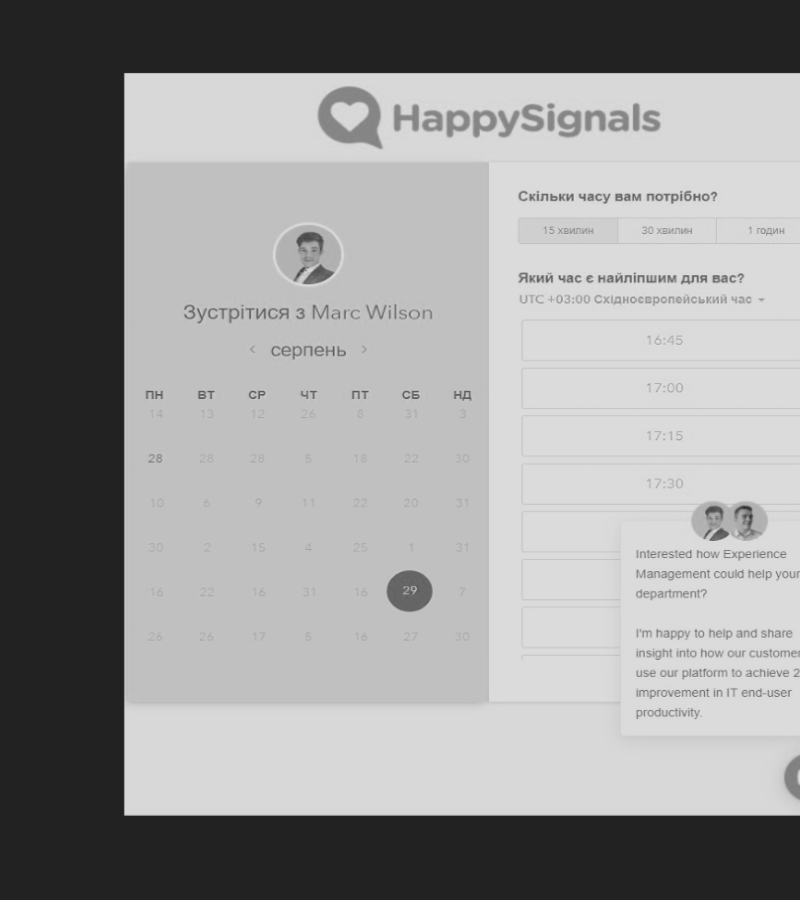 HappySignals
Зустрітися з Marc Wilson
серпень
ПН ВТ СР ЧТ ПТ СБ НД
14 13 12 26 8 31 3
28 28 28 5 18 22 30
10 6 9 11 22 20 31
30 2 15 4 25 1 31
16 22 16 31 16 29 7
26 26 17 5 16 27 30
Скільки часу вам потрібно?
15 хвилин 30 хвилин 1 годин
Який час є найліпшим для вас?
UTC +03:00 Східноєвропейський час
16:45
17:00
17:15
17:30
Interested how Experience
Management could help your
department?
I'm happy to help and share
insight into how our customer
use our platform to achieve 2
improvement in IT end-user
productivity.